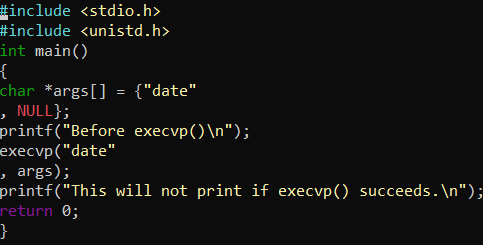 #include <stdio.h>
#include <unistd.h>
int main()
{
char *args[] = {"date"
, NULL};
printf("Before execvp()\n");
execvp("date"
, args);
printf("This will not print if execvp() succeeds.\n");
return 0;
}